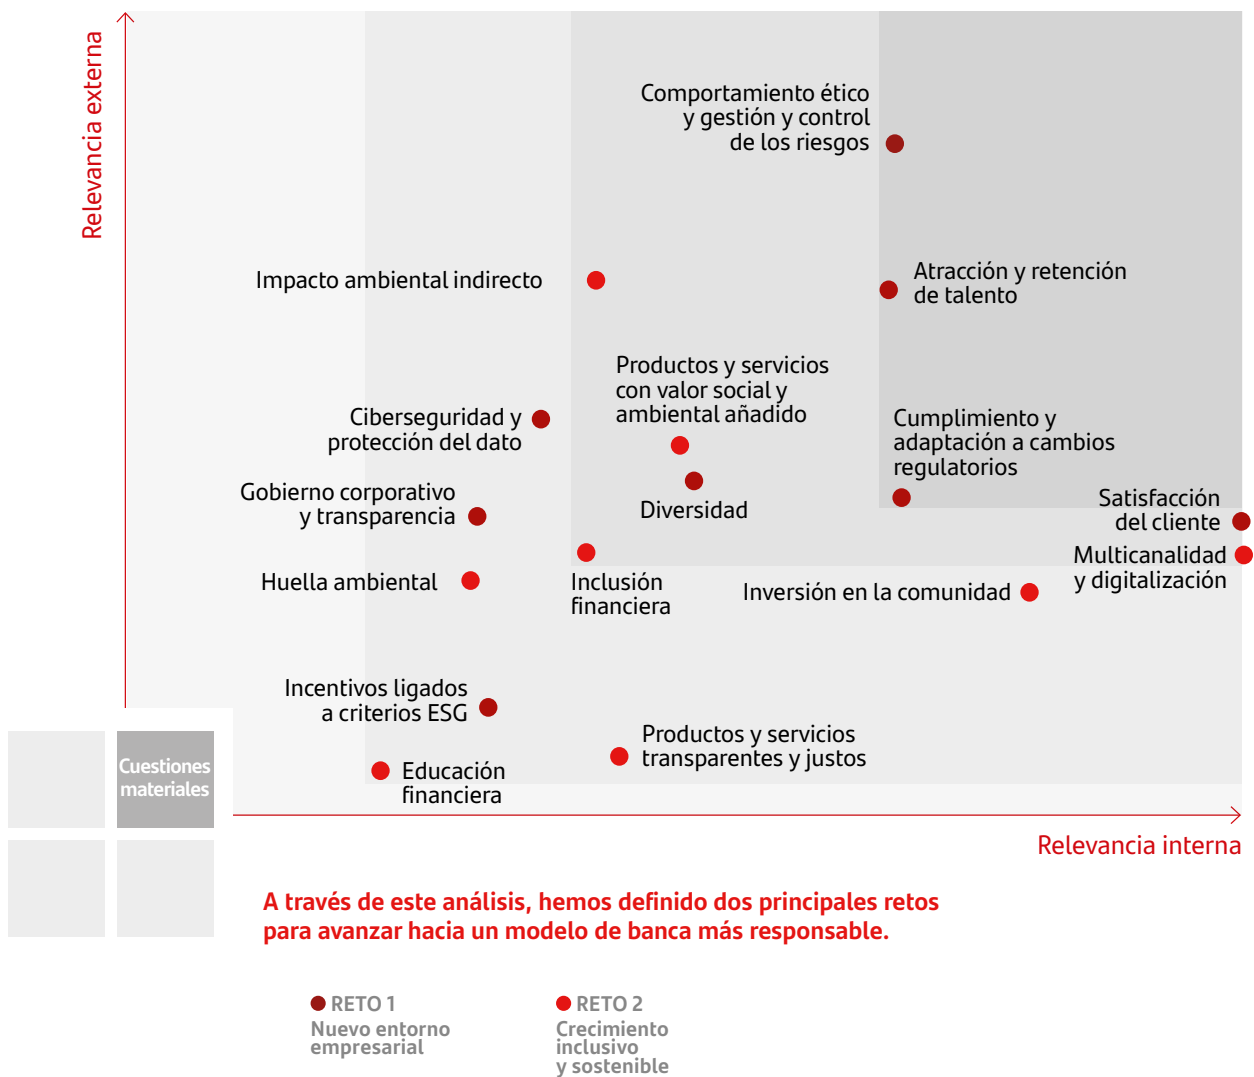 Relevancia externa
Comportamiento ético
y gestión y control
de los riesgos
Impacto ambiental indirecto
Atracción y retención
de talento
Productos y servicios
con valor social y
ambiental añadido
Ciberseguridad y
protección del dato
Cumplimiento y
adaptación a cambios
regulatorios
Gobierno corporativo
y transparencia
Diversidad
Satisfacción
del cliente
Multicanalidad
y digitalización
Huella ambiental
Inclusión
financiera
Inversión en la comunidad
Incentivos ligados
a criterios ESG
Productos y servicios
transparentes y justos
Educación
financiera
Cuestiones
materiales
Relevancia interna
A través de este análisis, hemos definido dos principales retos
para avanzar hacia un modelo de banca más responsable.
RETO 1
Nuevo entorno
empresarial
RETO 2
Crecimiento
inclusivo
y sostenible